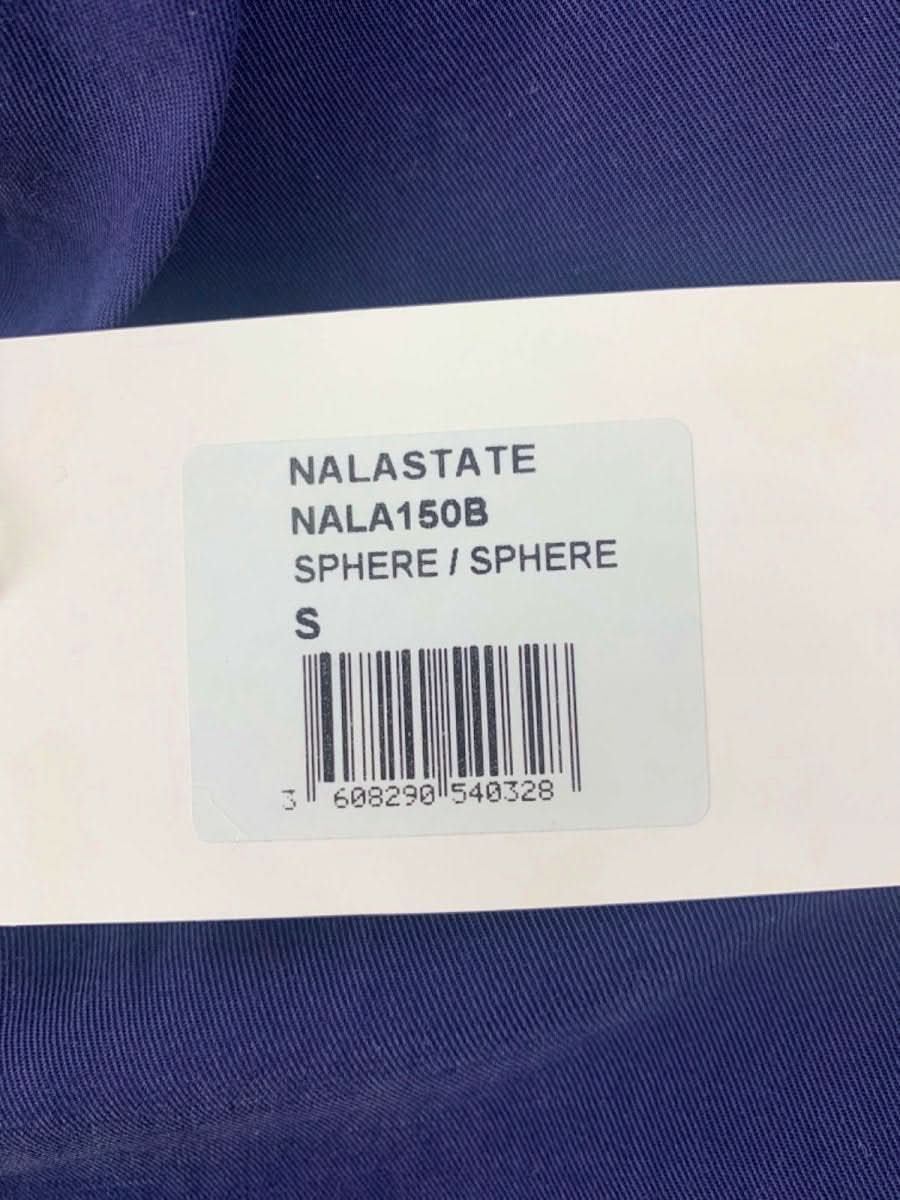 NALASTATE
NALA150B
SPHERE / SPHERE
S
3 608290 540328